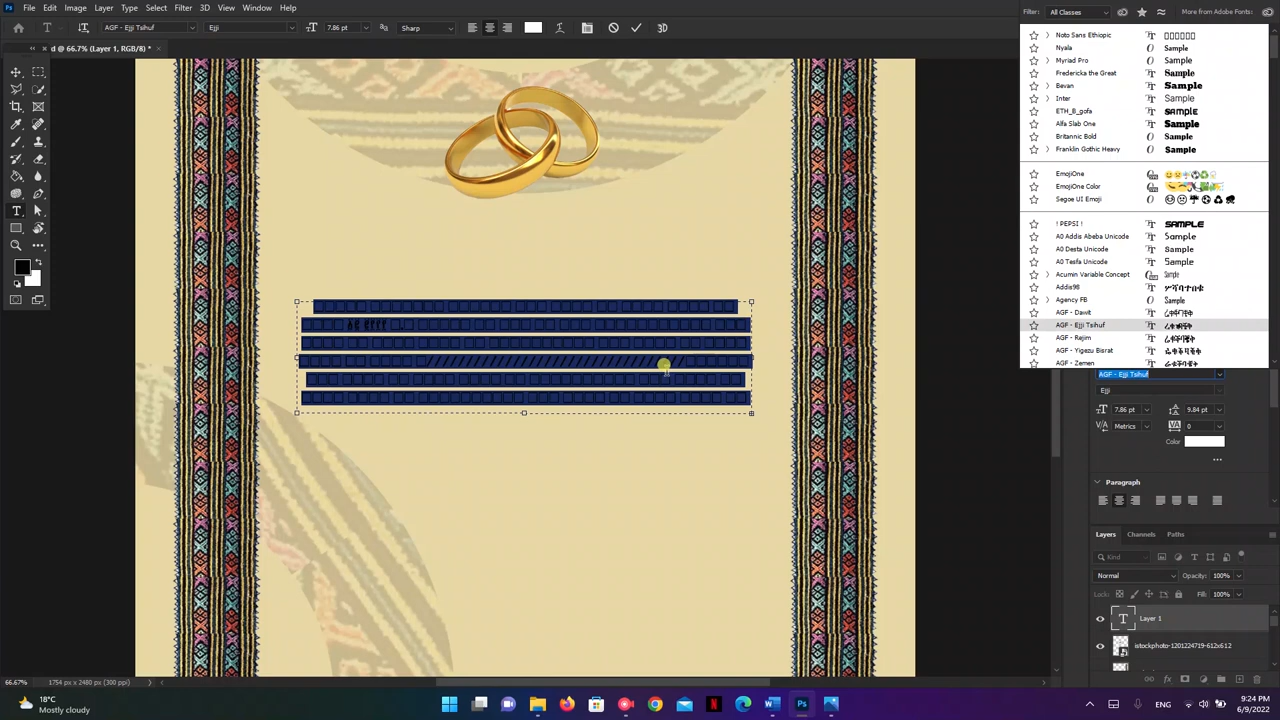 Ps File Edit Image Layer Type Select Filter 3D View Plugins Window Help
T AGF - Ejji Tsihuf Ejji 7.86 pt Sharp 3D
d @ 66.7% (Layer 1, RGB/8) *
Filter: All Classes More from Adobe Fonts:
Noto Sans Ethiopic
Nyala Sample
Myriad Pro Sample
Fredericka the Great Sample
Bevan Sample
Inter Sample
ETH_B_gofa SAMPLE
Alfa Slab One Sample
Britannic Bold Sample
Franklin Gothic Heavy Sample
EmojiOne
EmojiOne Color
Segoe UI Emoji
! PEPSI ! SAMPLE
A0 Addis Abeba Unicode Sample
A0 Desta Unicode Sample
A0 Tesfa Unicode Sample
Acumin Variable Concept Sample
Addis98
Agency FB Sample
AGF - Dawit
AGF - Ejji Tsihuf
AGF - Rejim
AGF - Yigezu Bisrat
AGF - Zemen
AGF - Ejji Tsihuf
Ejji
7.86 pt 9.84 pt
Metrics 0
Color
Paragraph
Layers Channels Paths
Kind
Normal Opacity: 100%
Lock: Fill: 100%
T Layer 1
istockphoto-1201224719-612x612
66.67% 1754 px x 2480 px (300 ppi)
18°C
Mostly cloudy
ENG
9:24 PM
6/9/2022